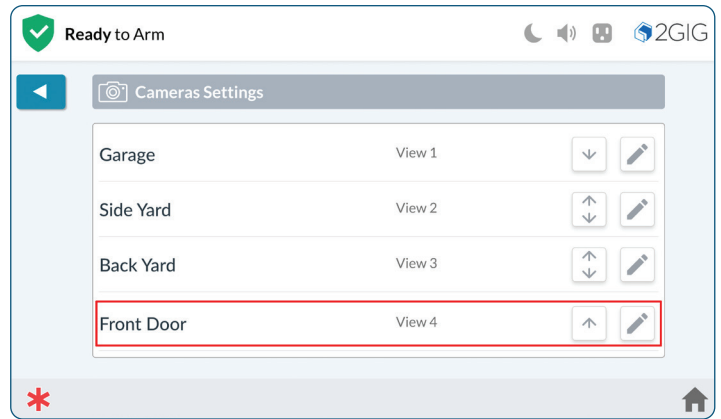 Ready to Arm
2GIG
Cameras Settings
Garage View 1
Side Yard View 2
Back Yard View 3
Front Door View 4